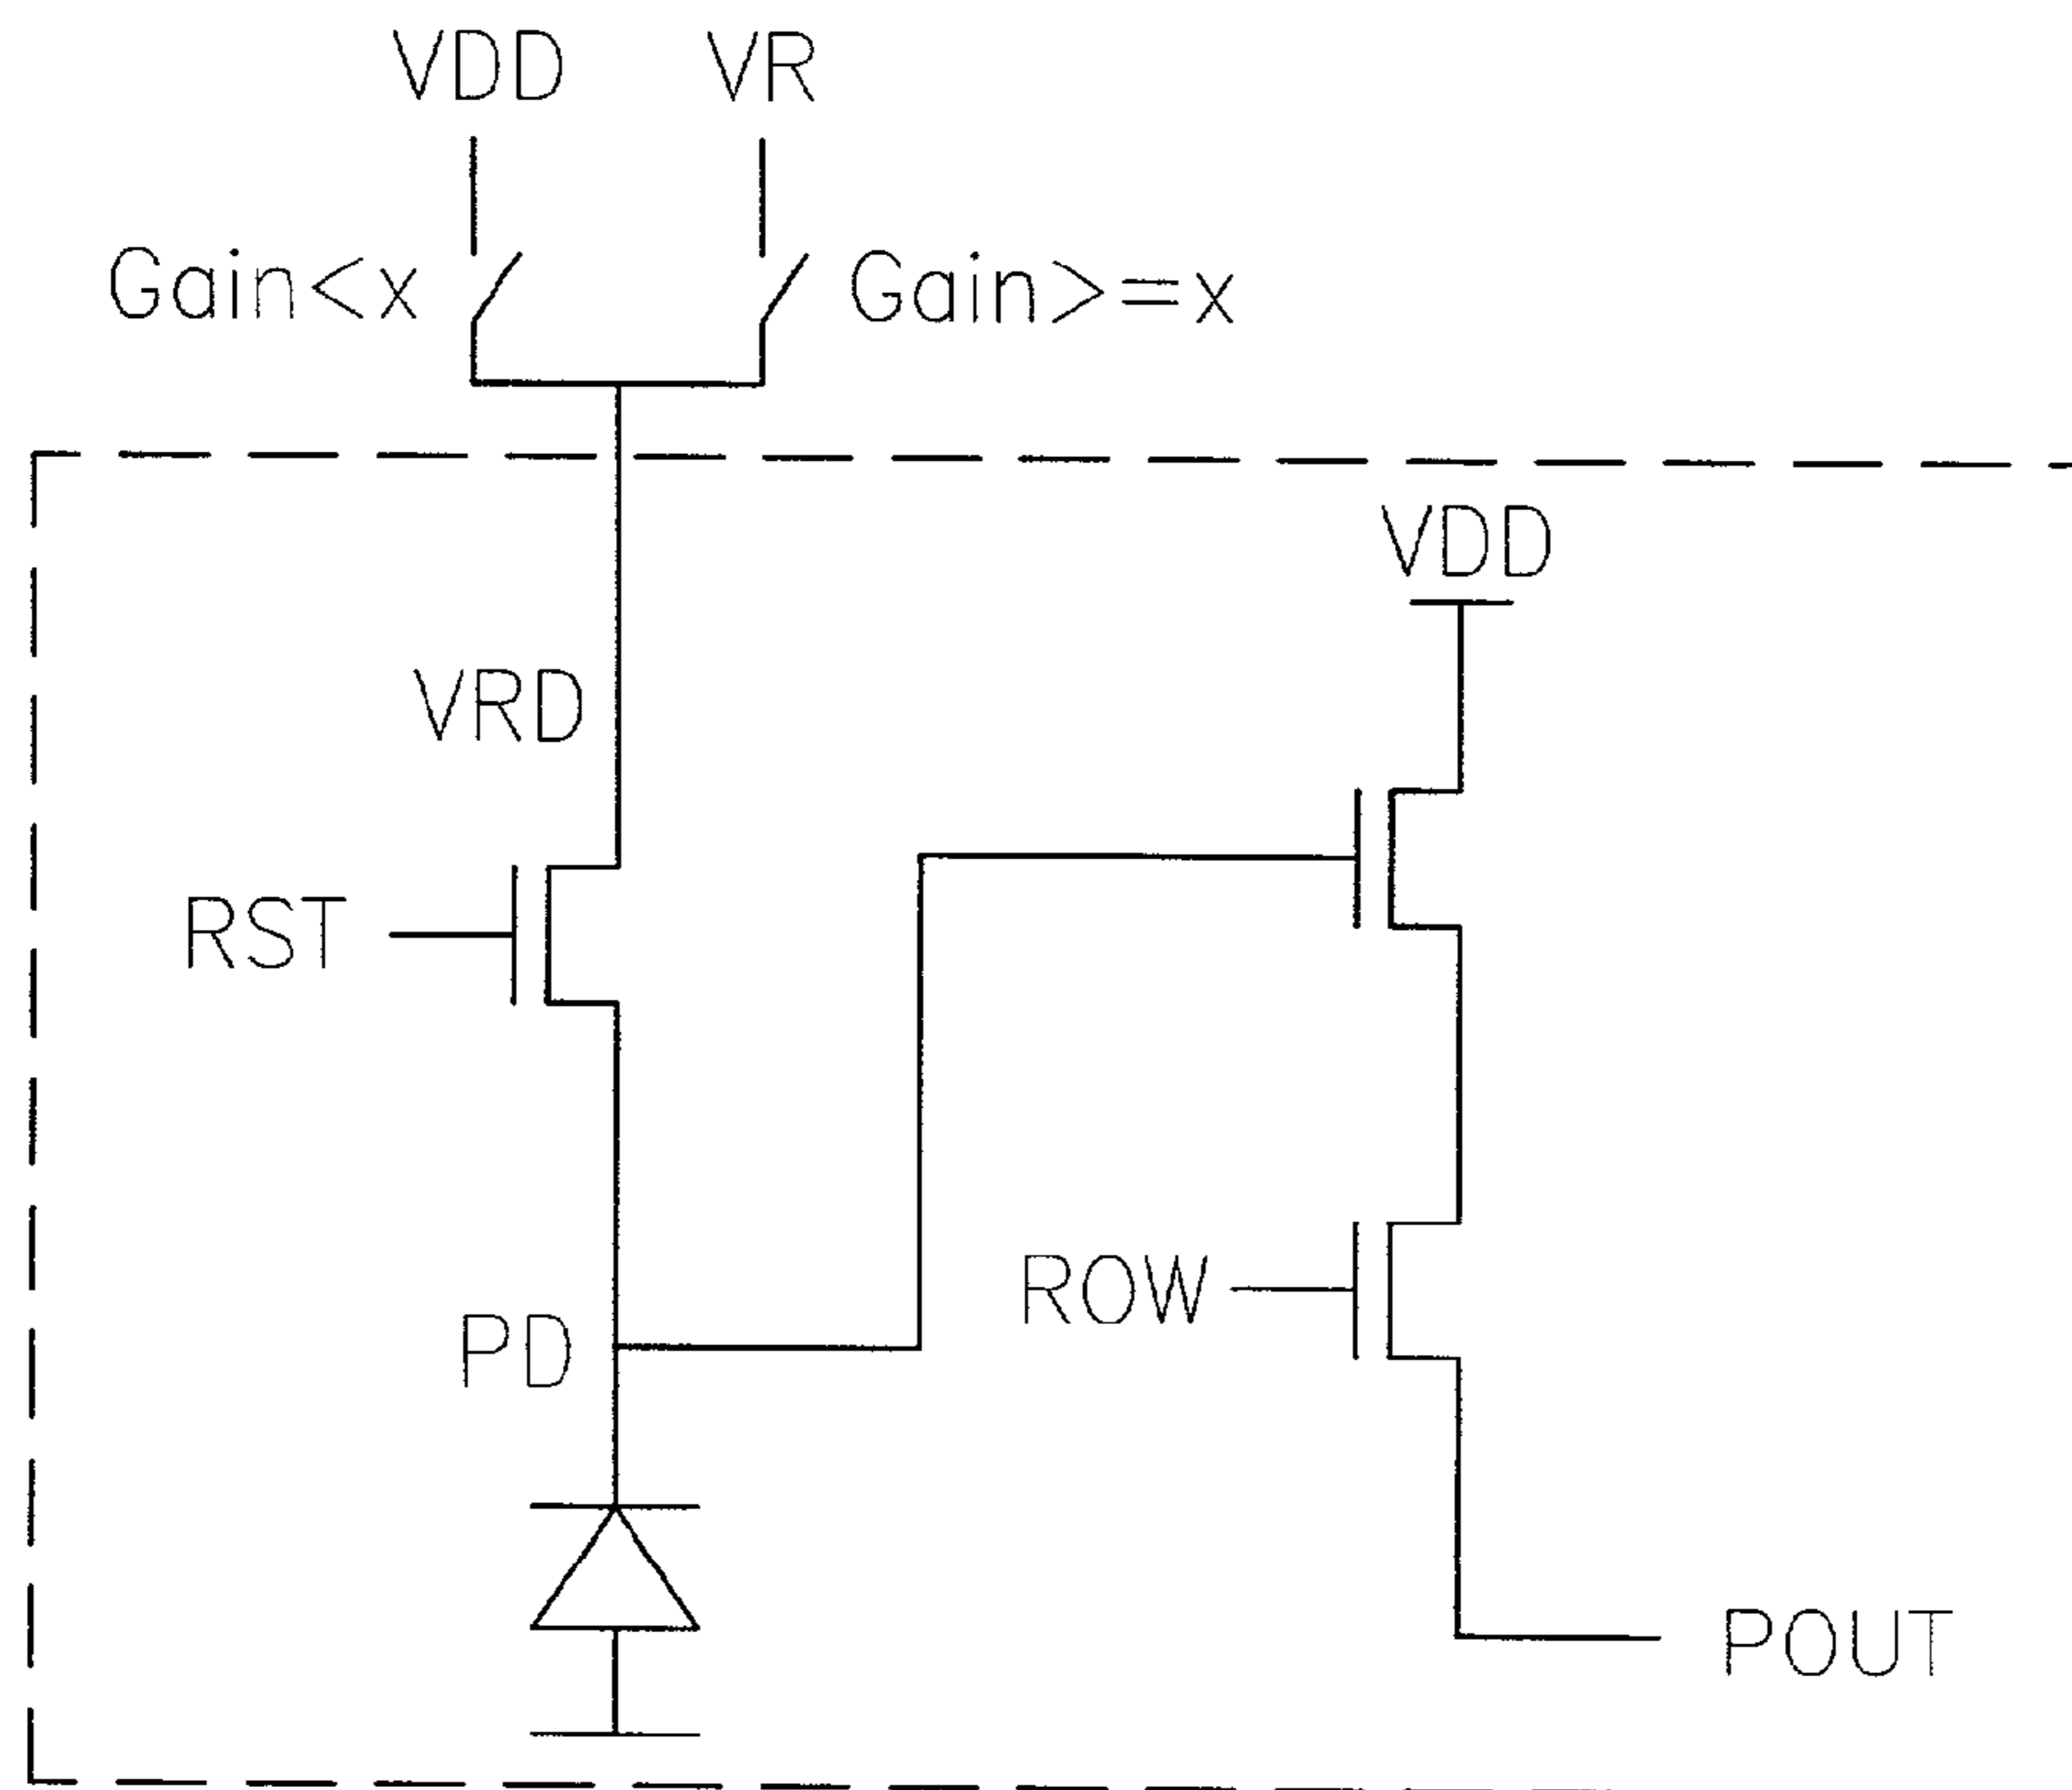 VDD VR
Gain<x Gain>=x
VDD
VRD
RST
ROW
PD
POUT